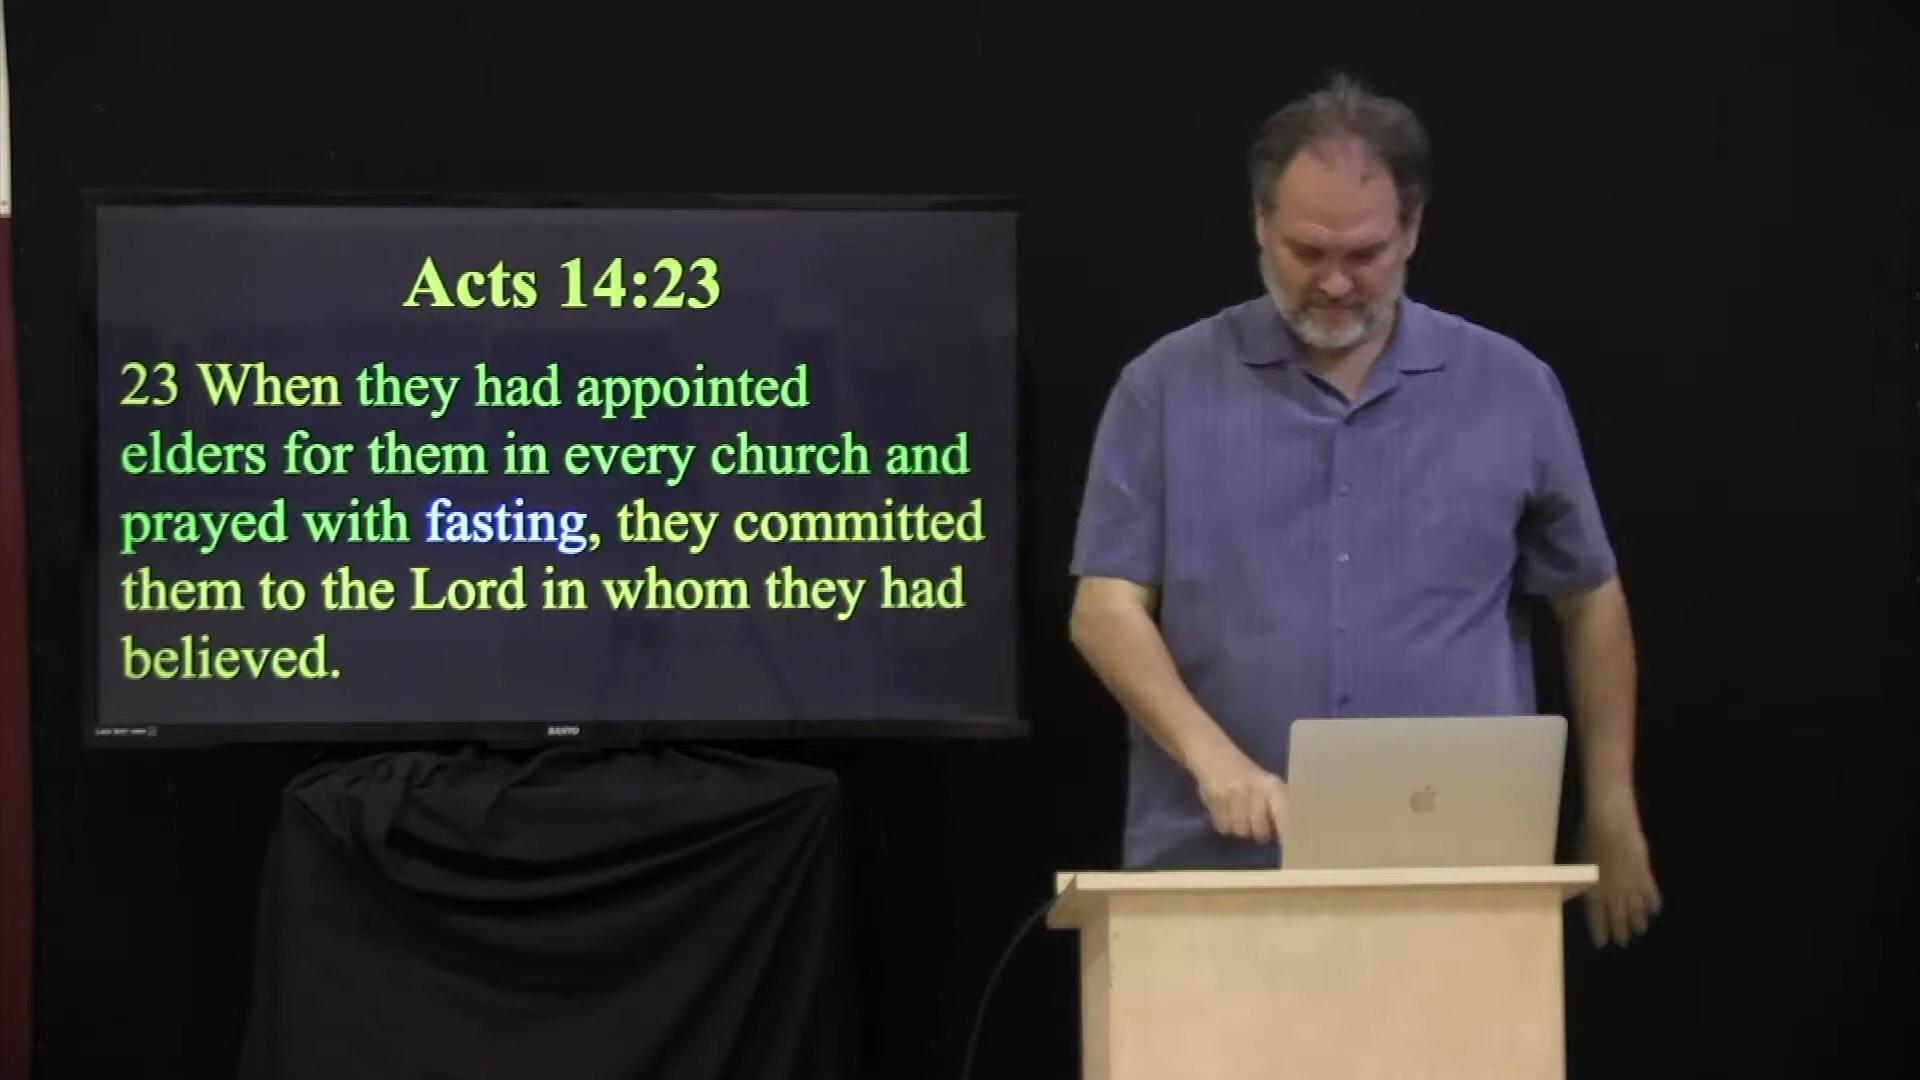 Acts 14:23
23 When they had appointed
elders for them in every church and
prayed with fasting, they committed
them to the Lord in whom they had
believed.
SANYO